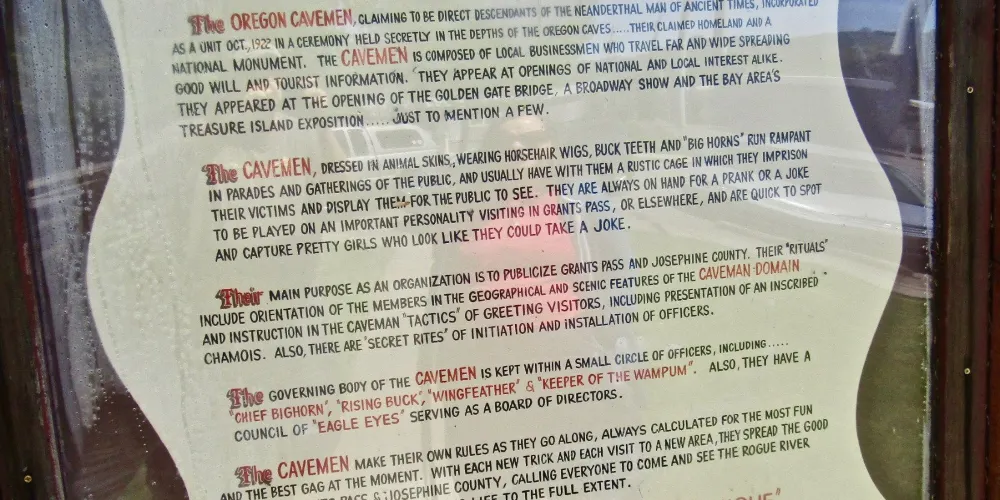 The OREGON CAVEMEN, CLAIMING TO BE DIRECT DESCENDANTS OF THE NEANDERTHAL MAN OF ANCIENT TIMES, INCORPORATED
AS A UNIT OCT., 1922 IN A CEREMONY HELD SECRETLY IN THE DEPTHS OF THE OREGON CAVES.....THEIR CLAIMED HOMELAND AND A
NATIONAL MONUMENT. THE CAVEMEN IS COMPOSED OF LOCAL BUSINESSMEN WHO TRAVEL FAR AND WIDE SPREADING
GOOD WILL AND TOURIST INFORMATION. THEY APPEAR AT OPENINGS OF NATIONAL AND LOCAL INTEREST ALIKE.
THEY APPEARED AT THE OPENING OF THE GOLDEN GATE BRIDGE, A BROADWAY SHOW AND THE BAY AREA'S
TREASURE ISLAND EXPOSITION..... JUST TO MENTION A FEW.
The CAVEMEN, DRESSED IN ANIMAL SKINS, WEARING HORSEHAIR WIGS, BUCK TEETH AND "BIG HORNS" RUN RAMPANT
IN PARADES AND GATHERINGS OF THE PUBLIC, AND USUALLY HAVE WITH THEM A RUSTIC CAGE IN WHICH THEY IMPRISON
THEIR VICTIMS AND DISPLAY THEM FOR THE PUBLIC TO SEE. THEY ARE ALWAYS ON HAND FOR A PRANK OR A JOKE
TO BE PLAYED ON AN IMPORTANT PERSONALITY VISITING IN GRANTS PASS, OR ELSEWHERE, AND ARE QUICK TO SPOT
AND CAPTURE PRETTY GIRLS WHO LOOK LIKE THEY COULD TAKE A JOKE.
Their MAIN PURPOSE AS AN ORGANIZATION IS TO PUBLICIZE GRANTS PASS AND JOSEPHINE COUNTY. THEIR "RITUALS"
INCLUDE ORIENTATION OF THE MEMBERS IN THE GEOGRAPHICAL AND SCENIC FEATURES OF THE CAVEMAN DOMAIN
AND INSTRUCTION IN THE CAVEMAN "TACTICS" OF GREETING VISITORS, INCLUDING PRESENTATION OF AN INSCRIBED
CHAMOIS. ALSO, THERE ARE "SECRET RITES" OF INITIATION AND INSTALLATION OF OFFICERS.
The GOVERNING BODY OF THE CAVEMEN IS KEPT WITHIN A SMALL CIRCLE OF OFFICERS, INCLUDING.....
"CHIEF BIGHORN", "RISING BUCK", "WINGFEATHER" & "KEEPER OF THE WAMPUM". ALSO, THEY HAVE A
COUNCIL OF "EAGLE EYES" SERVING AS A BOARD OF DIRECTORS.
The CAVEMEN MAKE THEIR OWN RULES AS THEY GO ALONG, ALWAYS CALCULATED FOR THE MOST FUN
AND THE BEST GAG AT THE MOMENT. WITH EACH NEW TRICK AND EACH VISIT TO A NEW AREA, THEY SPREAD THE GOOD
PASS & JOSEPHINE COUNTY, CALLING EVERYONE TO COME AND SEE THE ROGUE RIVER
LIFE TO THE FULL EXTENT.